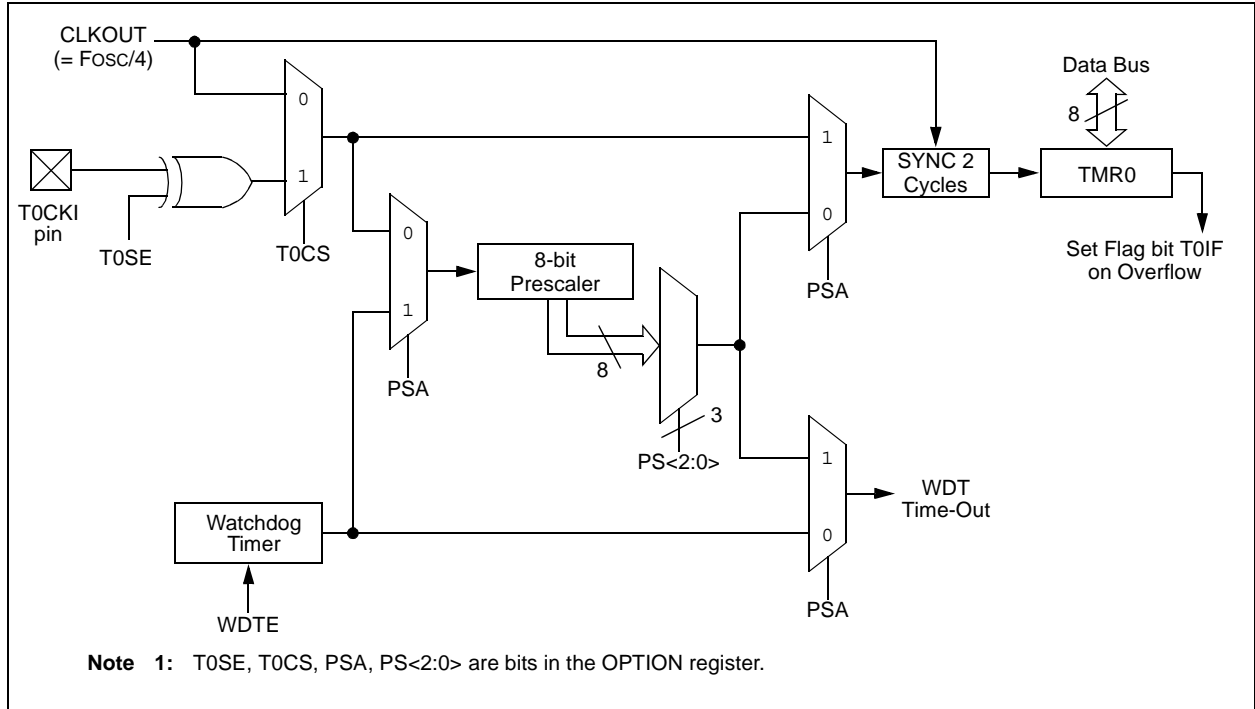 CLKOUT
(= FOSC/4)
0
1
T0CKI
pin
T0SE
T0CS
0
1
PSA
8-bit
Prescaler
8
3
PS<2:0>
1
0
PSA
SYNC 2
Cycles
Data Bus
8
TMR0
Set Flag bit T0IF
on Overflow
1
0
PSA
WDT
Time-Out
Watchdog
Timer
WDTE
Note 1: T0SE, T0CS, PSA, PS<2:0> are bits in the OPTION register.